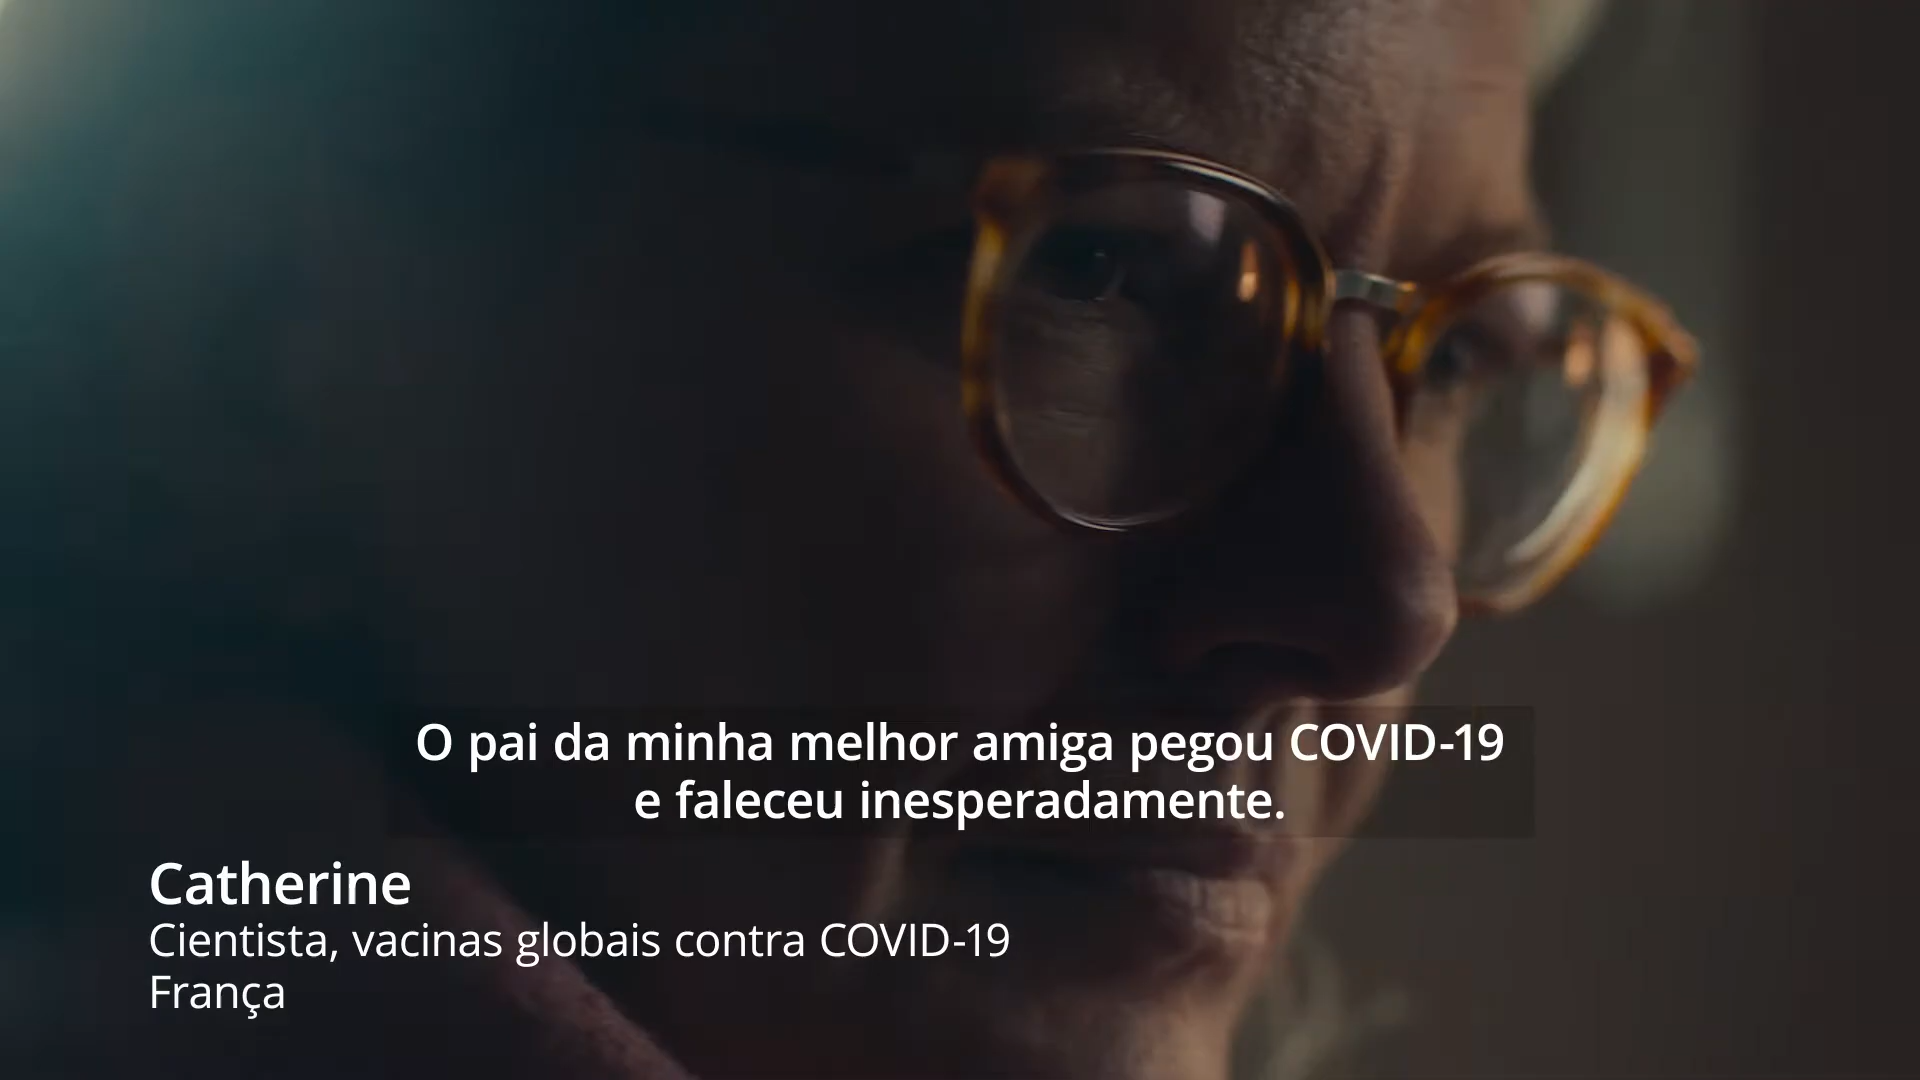 O pai da minha melhor amiga pegou COVID-19
e faleceu inesperadamente.
Catherine
Cientista, vacinas globais contra COVID-19
França